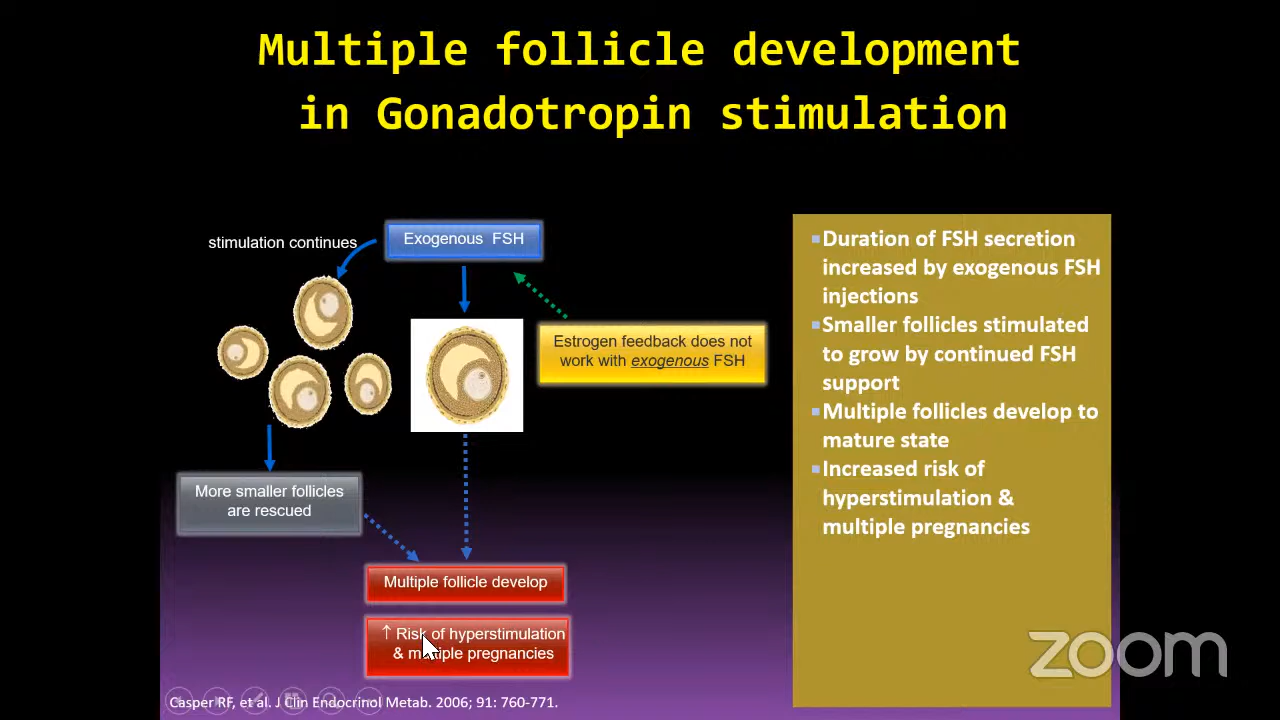 Multiple follicle development
in Gonadotropin stimulation
stimulation continues
Exogenous FSH
Estrogen feedback does not
work with exogenous FSH
More smaller follicles
are rescued
Multiple follicle develop
↑ Risk of hyperstimulation
& multiple pregnancies
Casper RF, et al. J Clin Endocrinol Metab. 2006; 91: 760-771.
▪Duration of FSH secretion
increased by exogenous FSH
injections
▪Smaller follicles stimulated
to grow by continued FSH
support
▪Multiple follicles develop to
mature state
▪Increased risk of
hyperstimulation &
multiple pregnancies
zoom